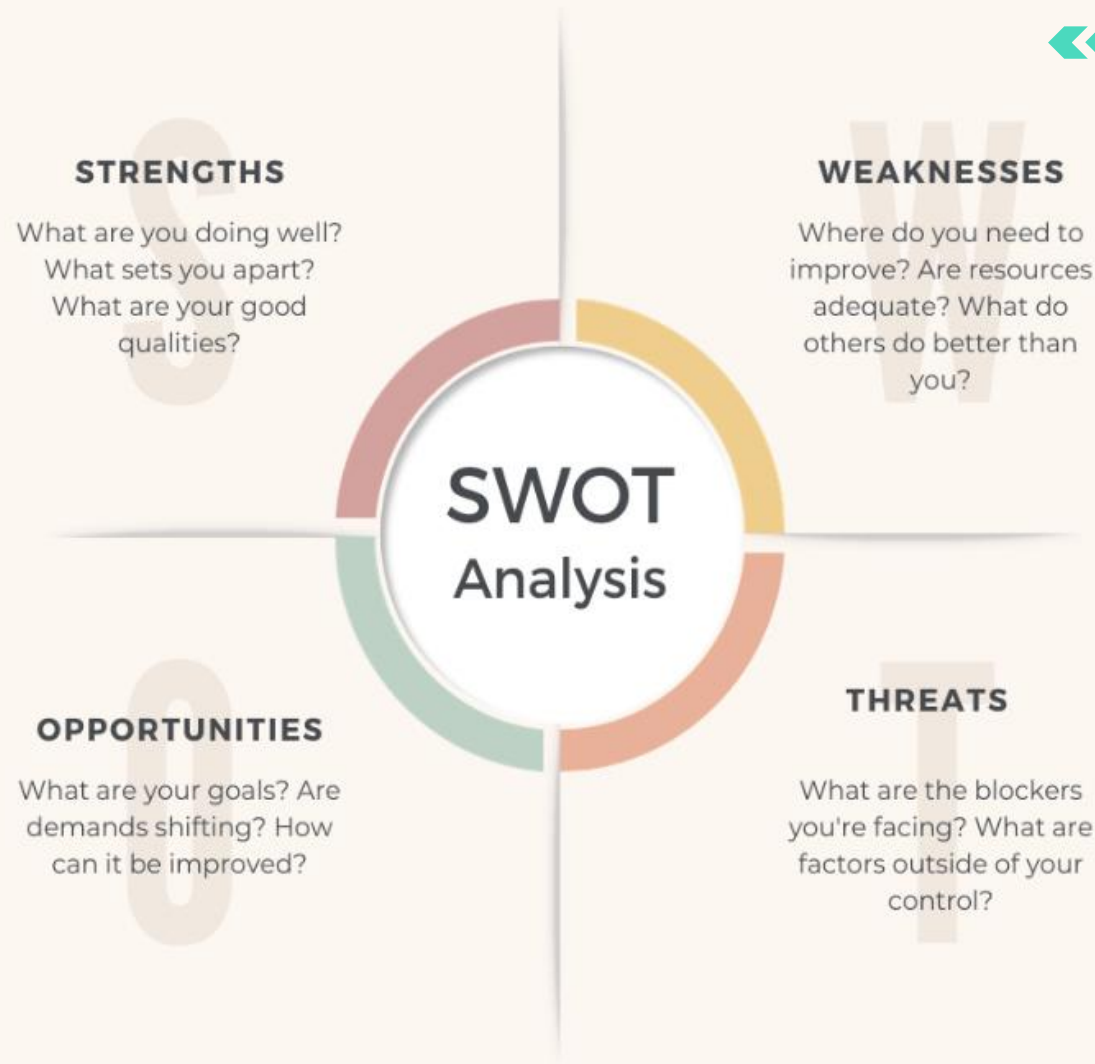 STRENGTHS
What are you doing well?
What sets you apart?
What are your good
qualities?
WEAKNESSES
Where do you need to
improve? Are resources
adequate? What do
others do better than
you?
SWOT
Analysis
OPPORTUNITIES
What are your goals? Are
demands shifting? How
can it be improved?
THREATS
What are the blockers
you're facing? What are
factors outside of your
control?
S
W
O
T